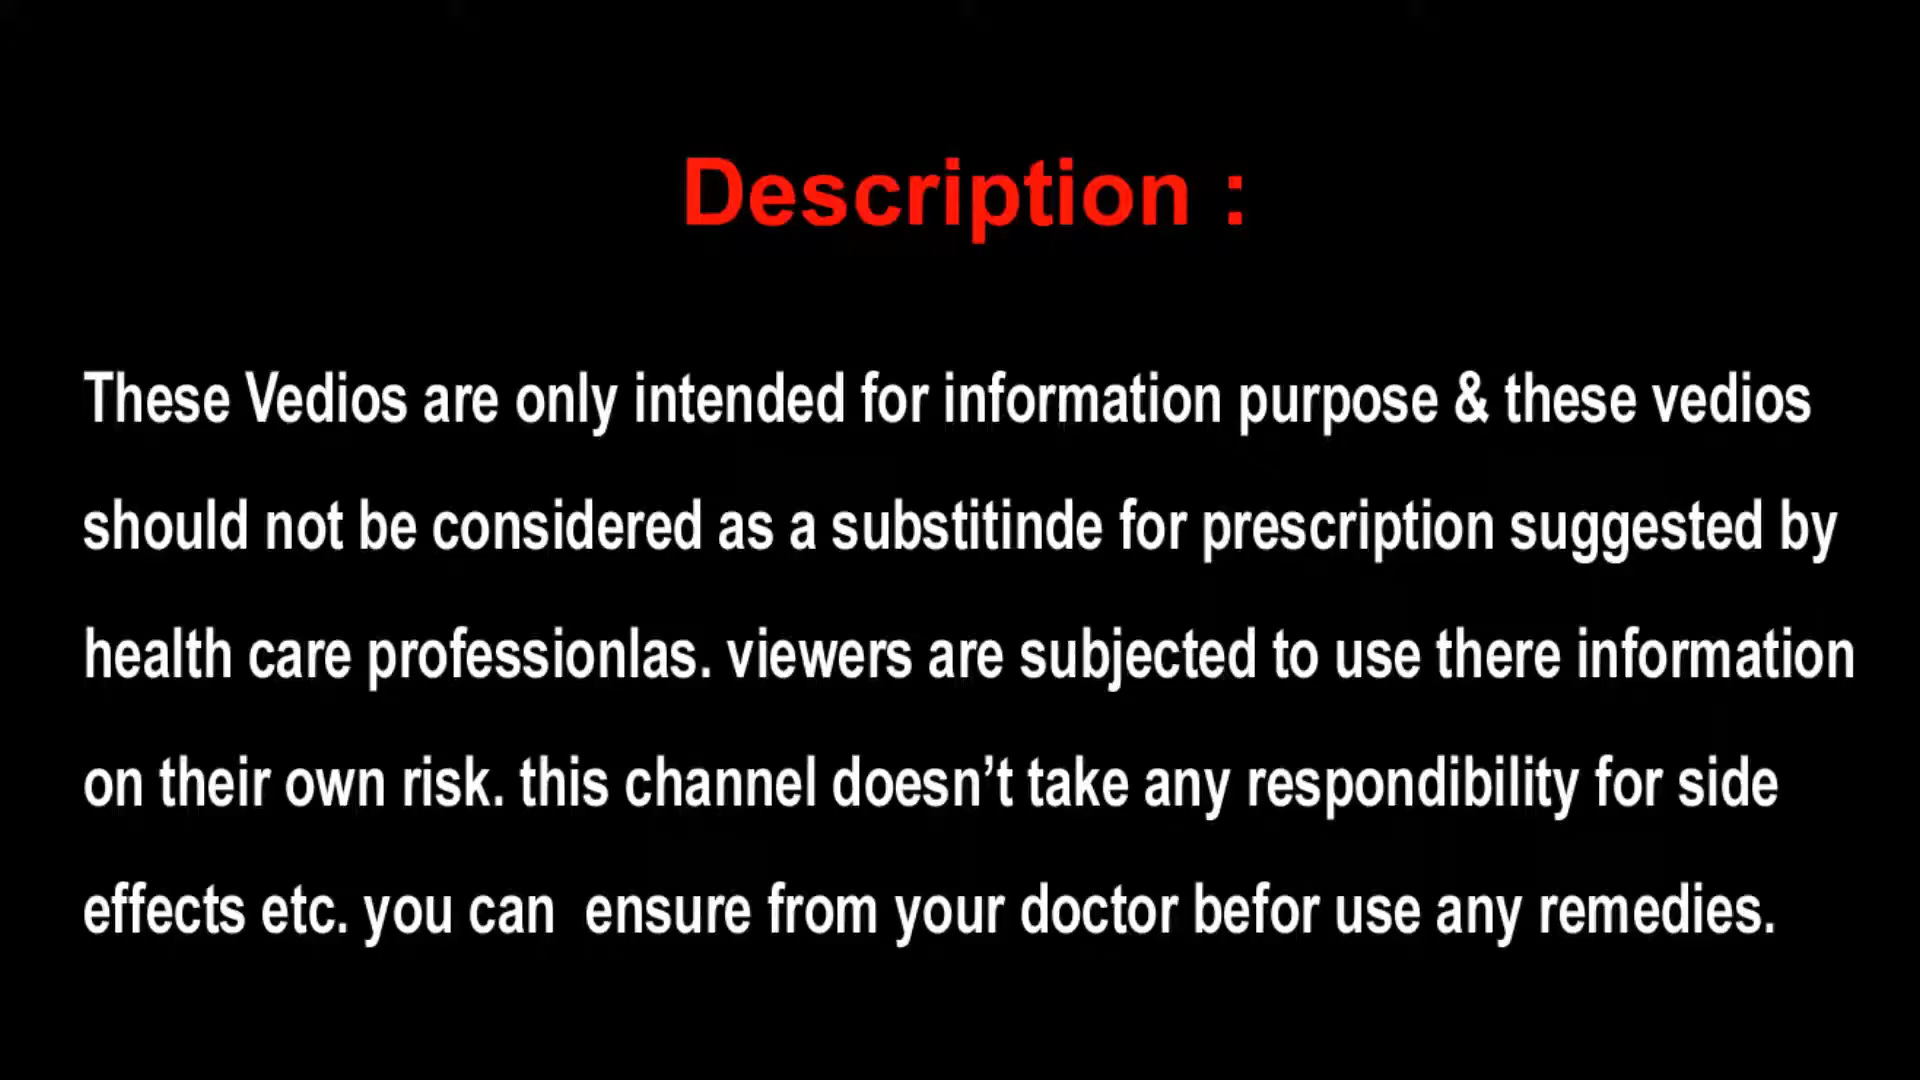 Description :
These Vedios are only intended for information purpose & these vedios
should not be considered as a substitinde for prescription suggested by
health care professionlas. viewers are subjected to use there information
on their own risk. this channel doesn’t take any respondibility for side
effects etc. you can  ensure from your doctor befor use any remedies.